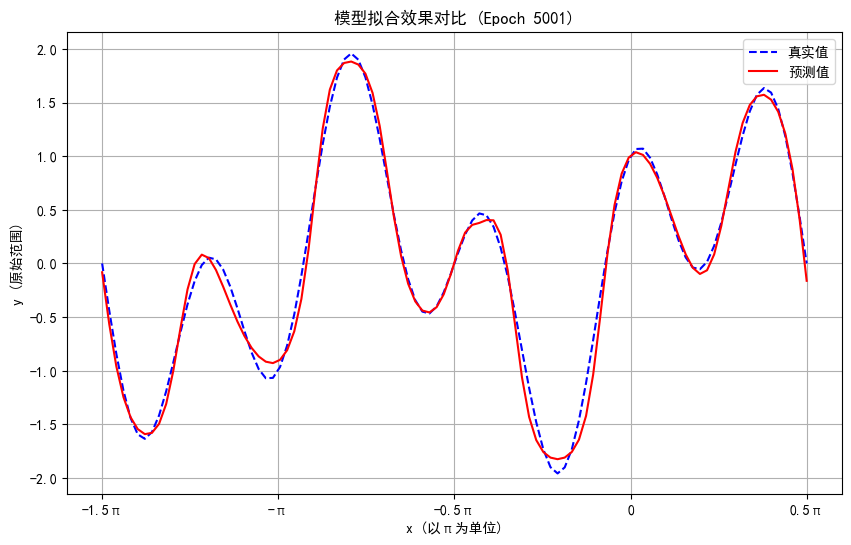 模型拟合效果对比 (Epoch 5001)
真实值
预测值
y (原始范围)
2.0
1.5
1.0
0.5
0.0
-0.5
-1.0
-1.5
-2.0
-1.5π
-π
-0.5π
0
0.5π
x (以π为单位)